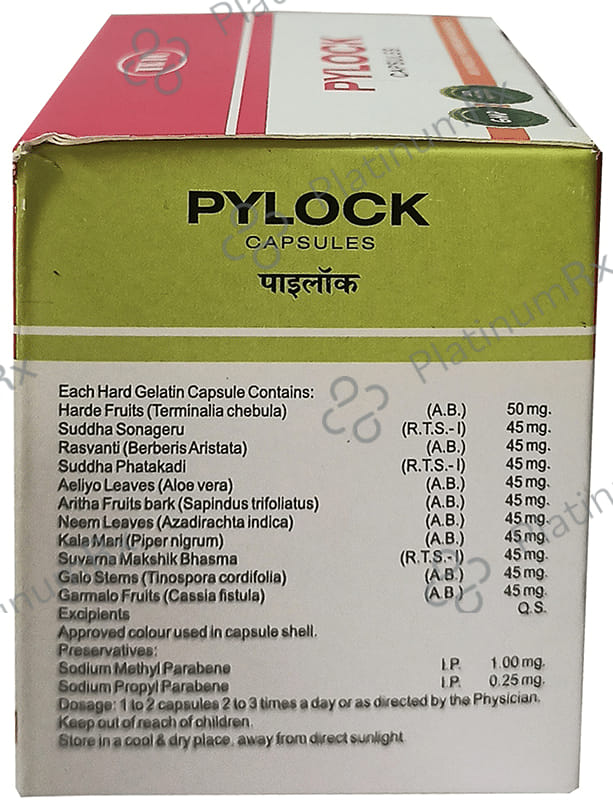 PYLOCK
CAPSULES
PYLOCK
CAPSULES
पाइलॉक
Each Hard Gelatin Capsule Contains:
Harde Fruits (Terminalia chebula) (A.B.) 50 mg.
Suddha Sonageru (R.T.S.-I) 45 mg.
Rasvanti (Berberis Aristata) (A.B.) 45 mg.
Suddha Phatakadi (R.T.S.-I) 45 mg.
Aeliyo Leaves (Aloe vera) (A.B.) 45 mg.
Aritha Fruits bark (Sapindus trifoliatus) (A.B.) 45 mg.
Neem Leaves (Azadirachta indica) (A.B.) 45 mg.
Kale Mari (Piper nigrum) (A.B.) 45 mg.
Suvarna Makshik Bhasma (R.T.S.-I) 45 mg.
Galo Stems (Tinospora cordifolia) (A.B.) 45 mg.
Garmalo Fruits (Cassia fistula) (A.B.) 45 mg.
Excipients Q.S.
Approved colour used in capsule shell.
Preservatives:
Sodium Methyl Parabene I.P. 1.00 mg.
Sodium Propyl Parabene I.P. 0.25 mg.
Dosage: 1 to 2 capsules 2 to 3 times a day or as directed by the Physician.
Keep out of reach of children.
Store in a cool & dry place, away from direct sunlight
PlatinumRx
PlatinumRx
PlatinumRx